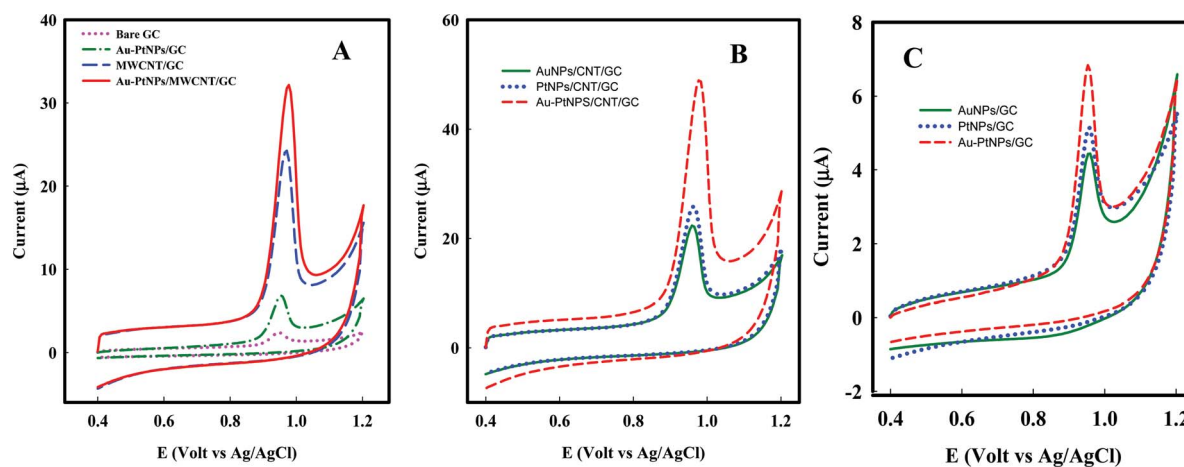 A
Bare GC
Au-PtNPs/GC
MWCNT/GC
Au-PtNPs/MWCNT/GC
40
30
20
10
0
0.4
0.6
0.8
1.0
1.2
Current (µA)
E (Volt vs Ag/AgCl)
B
AuNPs/CNT/GC
PtNPs/CNT/GC
Au-PtNPS/CNT/GC
60
40
20
0
0.4
0.6
0.8
1.0
1.2
Current (µA)
E (Volt vs Ag/AgCl)
C
AuNPs/GC
PtNPs/GC
Au-PtNPs/GC
8
6
4
2
0
-2
0.4
0.6
0.8
1.0
1.2
Current (µA)
E (Volt vs Ag/AgCl)